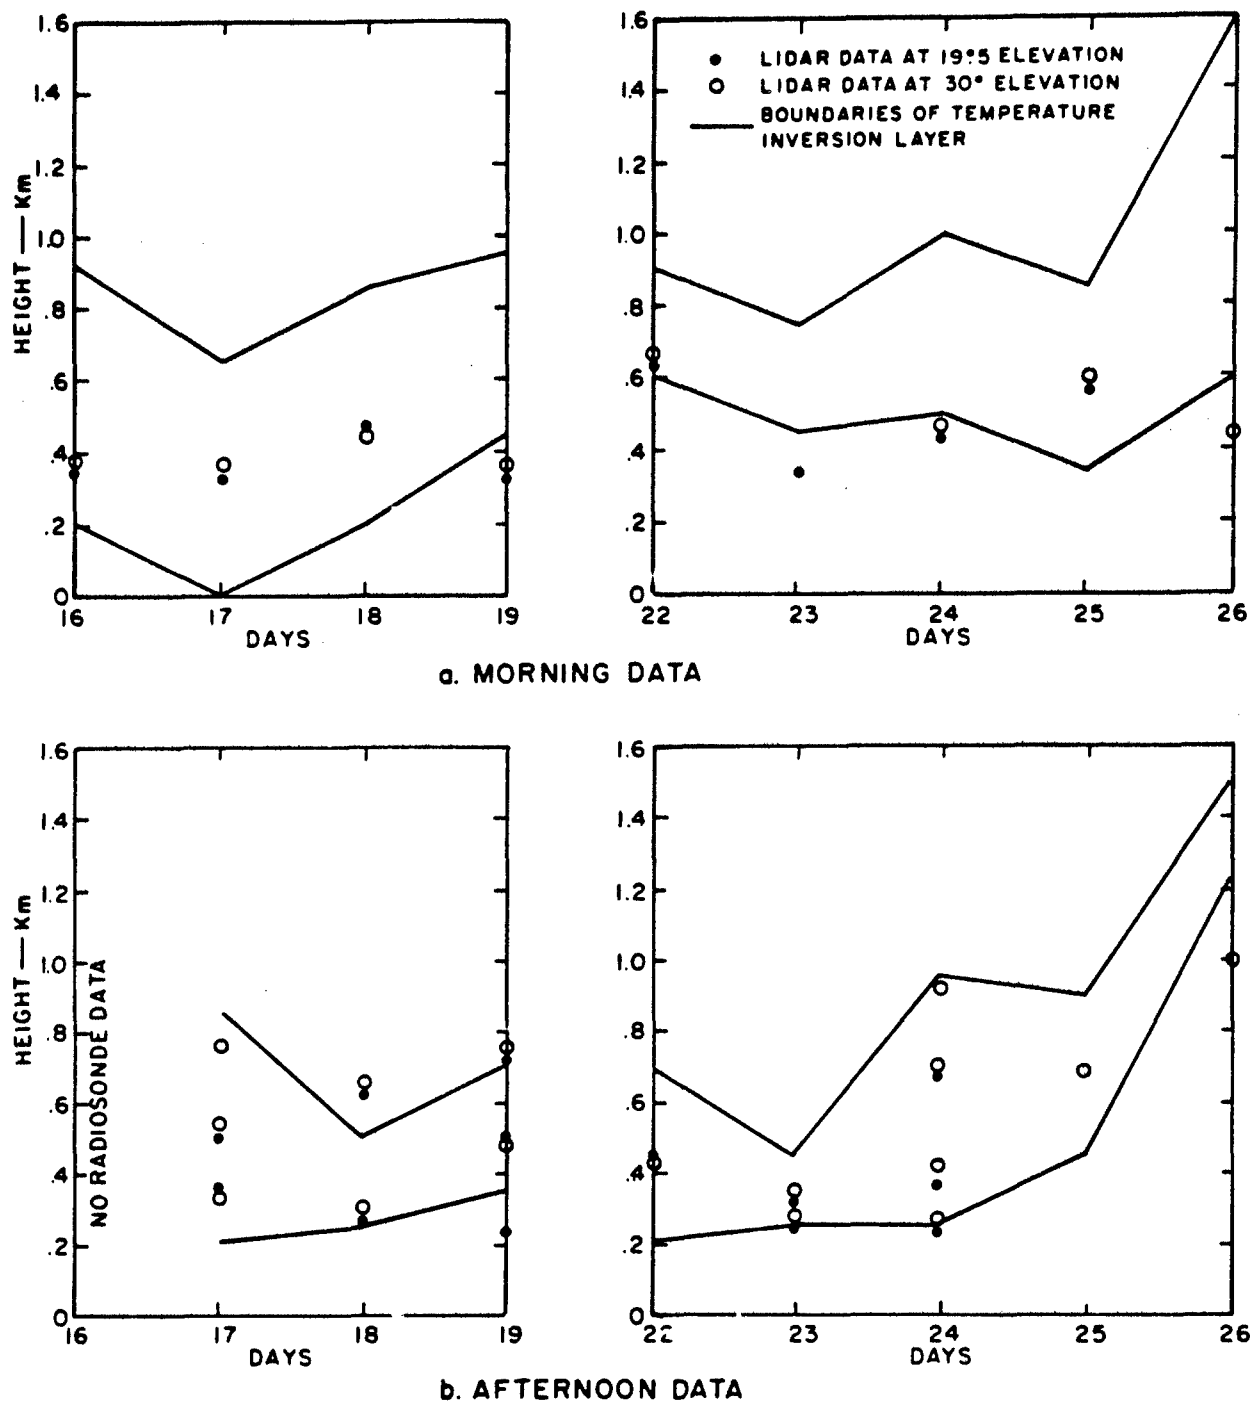 1.6
1.4
1.2
1.0
.8
.6
.4
.2
0
HEIGHT — Km
16 17 18 19
DAYS
1.6
1.4
1.2
1.0
.8
.6
.4
.2
0
LIDAR DATA AT 19°.5 ELEVATION
LIDAR DATA AT 30° ELEVATION
BOUNDARIES OF TEMPERATURE
INVERSION LAYER
22 23 24 25 26
DAYS
a. MORNING DATA
1.6
1.4
1.2
1.0
.8
.6
.4
.2
0
HEIGHT — Km
NO RADIOSONDE DATA
16 17 18 19
DAYS
1.6
1.4
1.2
1.0
.8
.6
.4
.2
0
22 23 24 25 26
DAYS
b. AFTERNOON DATA